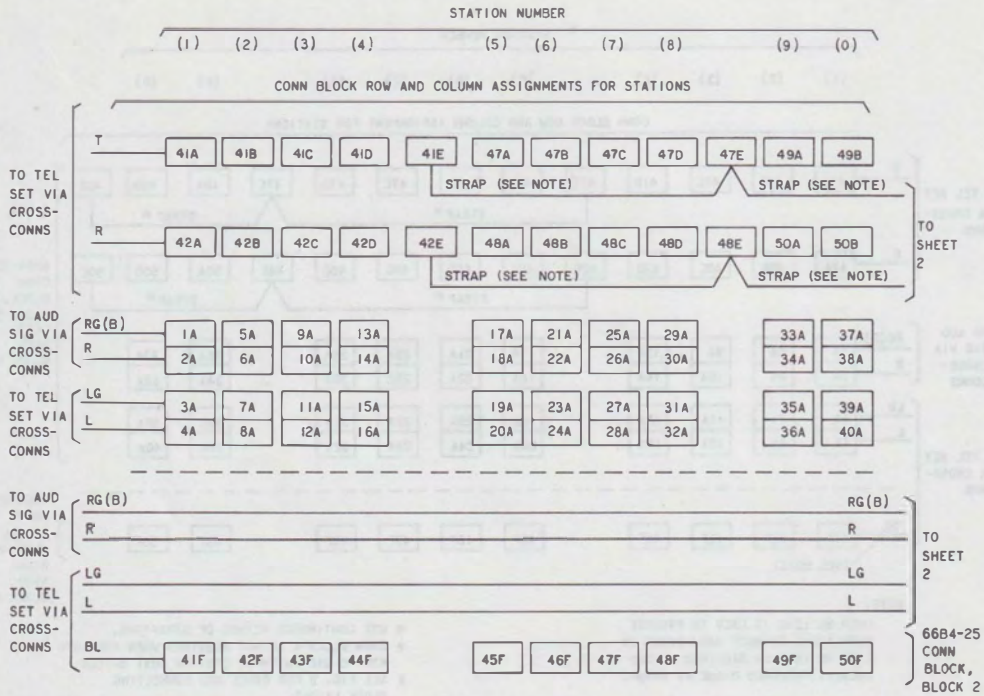 STATION NUMBER
(1) (2) (3) (4) (5) (6) (7) (8) (9) (0)
CONN BLOCK ROW AND COLUMN ASSIGNMENTS FOR STATIONS
TO TEL SET VIA CROSS-CONNS
T 41A 41B 41C 41D 41E 47A 47B 47C 47D 47E 49A 49B
STRAP (SEE NOTE) STRAP (SEE NOTE)
R 42A 42B 42C 42D 42E 48A 48B 48C 48D 48E 50A 50B
STRAP (SEE NOTE) STRAP (SEE NOTE)
TO SHEET 2
TO AUD SIG VIA CROSS-CONNS
RG(B) 1A 5A 9A 13A 17A 21A 25A 29A 33A 37A
R 2A 6A 10A 14A 18A 22A 26A 30A 34A 38A
TO TEL SET VIA CROSS-CONNS
LG 3A 7A 11A 15A 19A 23A 27A 31A 35A 39A
L 4A 8A 12A 16A 20A 24A 28A 32A 36A 40A
TO AUD SIG VIA CROSS-CONNS
RG(B) RG(B)
R R
TO SHEET 2
TO TEL SET VIA CROSS-CONNS
LG LG
L L
BL 41F 42F 43F 44F 45F 46F 47F 48F 49F 50F
66B4-25 CONN BLOCK, BLOCK 2